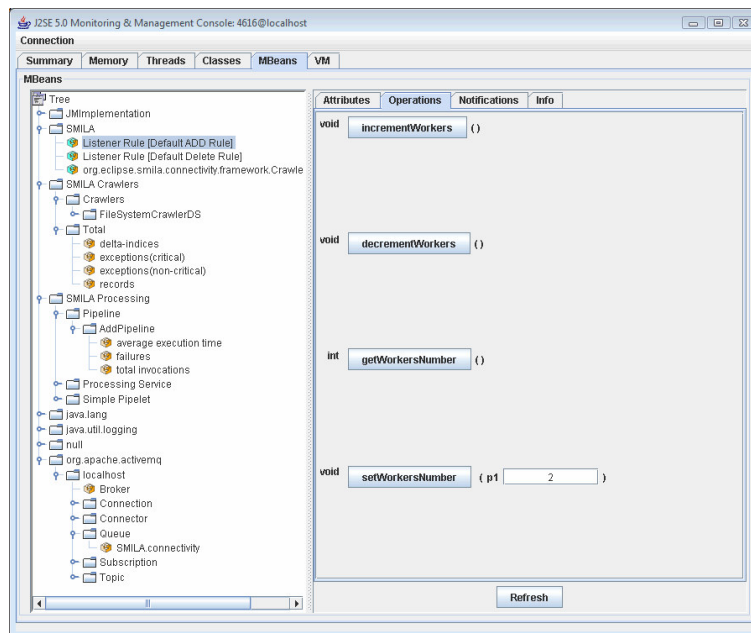 J2SE 5.0 Monitoring & Management Console: 4616@localhost
Connection
Summary Memory Threads Classes MBeans VM
MBeans
Tree
JMImplementation
SMILA
Listener Rule [Default ADD Rule]
Listener Rule [Default Delete Rule]
org.eclipse.smila.connectivity.framework.Crawle
SMILA Crawlers
Crawlers
FileSystemCrawlerDS
Total
delta-indices
exceptions(critical)
exceptions(non-critical)
records
SMILA Processing
Pipeline
AddPipeline
average execution time
failures
total invocations
Processing Service
Simple Pipelet
java.lang
java.util.logging
null
org.apache.activemq
localhost
Broker
Connection
Connector
Queue
SMILA.connectivity
Subscription
Topic
Attributes Operations Notifications Info
void incrementWorkers ()
void decrementWorkers ()
int getWorkersNumber ()
void setWorkersNumber ( p1 2 )
Refresh